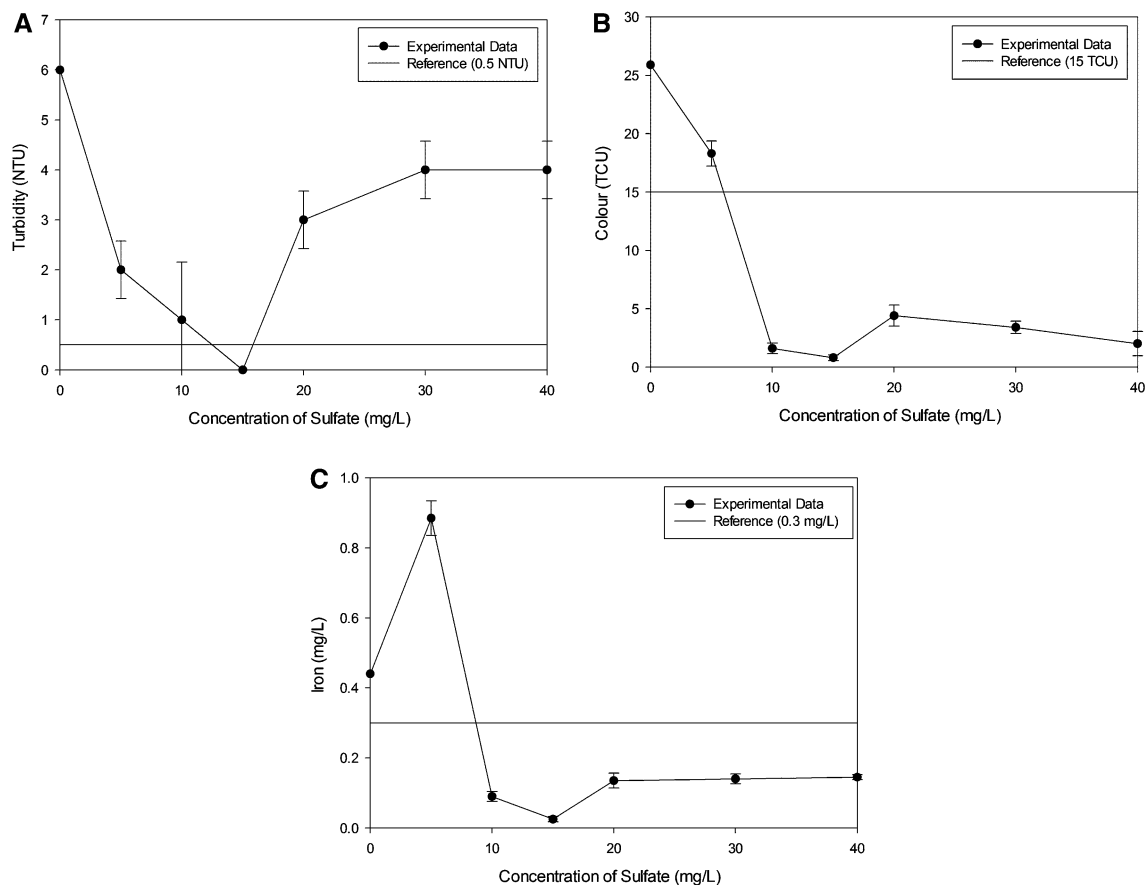 A
Experimental Data
Reference (0.5 NTU)
7
6
5
4
3
2
1
0
Turbidity (NTU)
0 10 20 30 40
Concentration of Sulfate (mg/L)
B
Experimental Data
Reference (15 TCU)
30
25
20
15
10
5
0
Colour (TCU)
0 10 20 30 40
Concentration of Sulfate (mg/L)
C
Experimental Data
Reference (0.3 mg/L)
1.0
0.8
0.6
0.4
0.2
0.0
Iron (mg/L)
0 10 20 30 40
Concentration of Sulfate (mg/L)